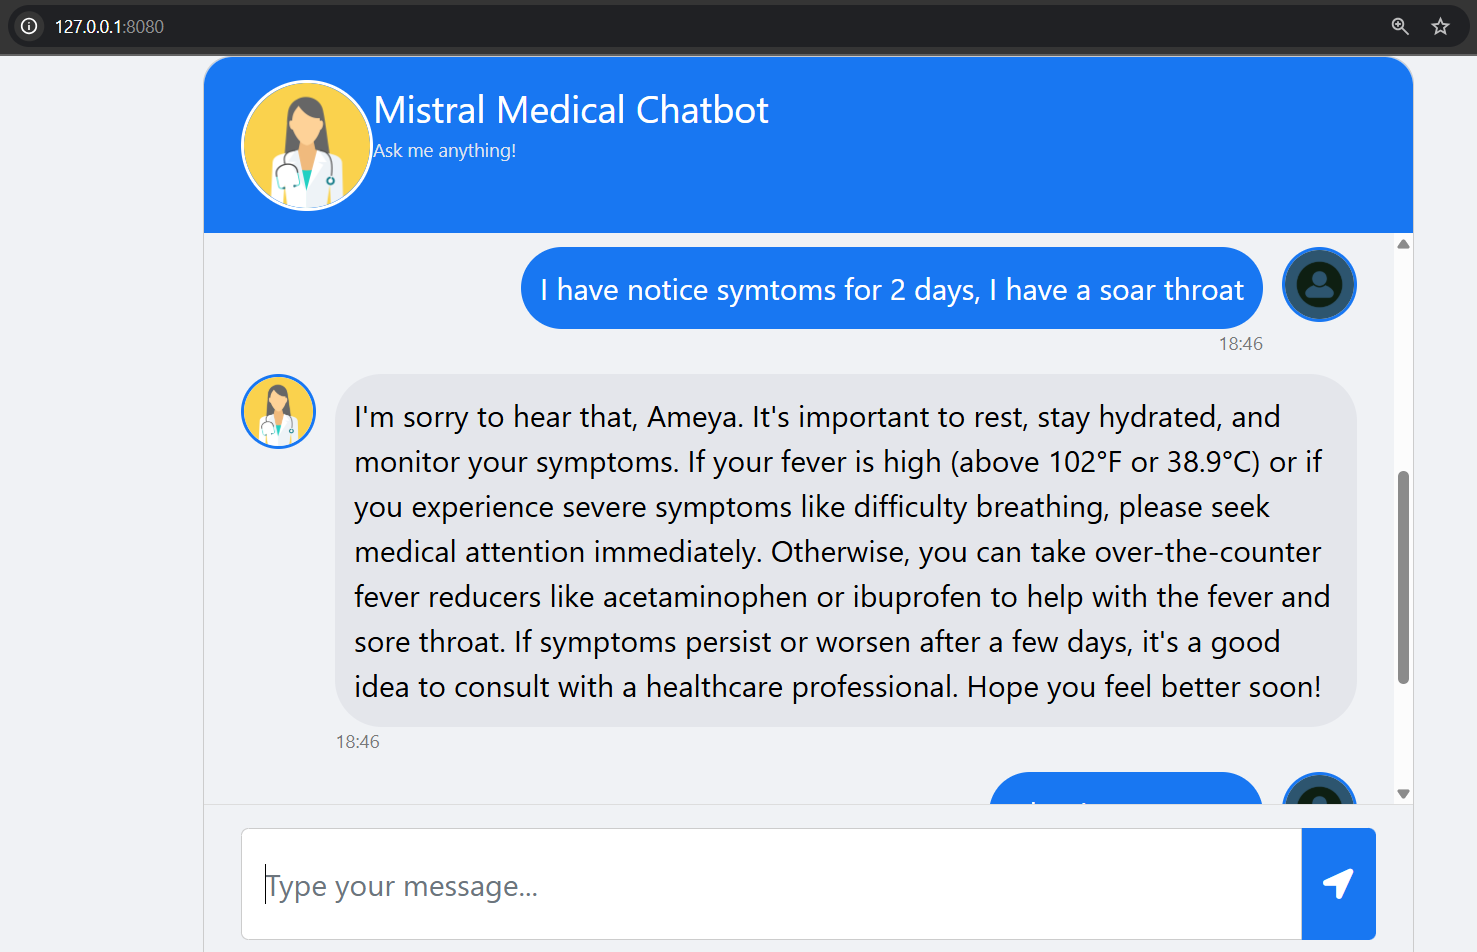 127.0.0.1:8080
Mistral Medical Chatbot
Ask me anything!
I have notice symtoms for 2 days, I have a soar throat
18:46
I'm sorry to hear that, Ameya. It's important to rest, stay hydrated, and
monitor your symptoms. If your fever is high (above 102°F or 38.9°C) or if
you experience severe symptoms like difficulty breathing, please seek
medical attention immediately. Otherwise, you can take over-the-counter
fever reducers like acetaminophen or ibuprofen to help with the fever and
sore throat. If symptoms persist or worsen after a few days, it's a good
idea to consult with a healthcare professional. Hope you feel better soon!
18:46
Type your message...